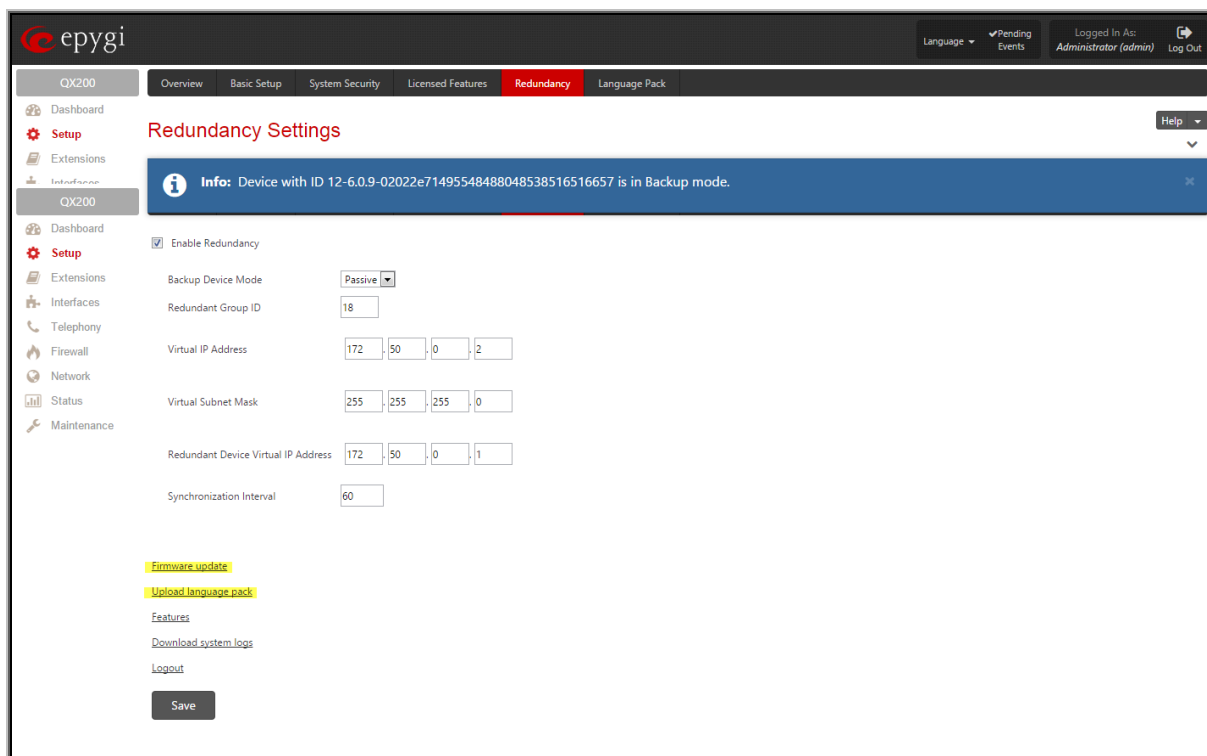 epygi
Language
Pending Events
Logged In As:
Administrator (admin)
Log Out
QX200
Overview
Basic Setup
System Security
Licensed Features
Redundancy
Language Pack
Dashboard
Setup
Extensions
Interfaces
Redundancy Settings
Help
Info: Device with ID 12-6.0.9-02022e71495548488048538516516657 is in Backup mode.
QX200
Dashboard
Setup
Extensions
Interfaces
Telephony
Firewall
Network
Status
Maintenance
Enable Redundancy
Backup Device Mode Passive
Redundant Group ID 18
Virtual IP Address 172 . 50 . 0 . 2
Virtual Subnet Mask 255 . 255 . 255 . 0
Redundant Device Virtual IP Address 172 . 50 . 0 . 1
Synchronization Interval 60
Firmware update
Upload language pack
Features
Download system logs
Logout
Save